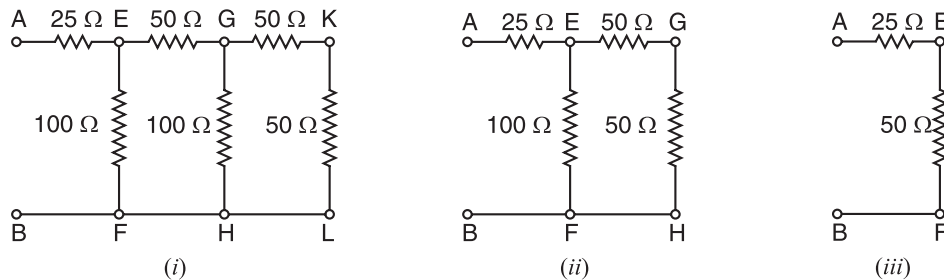 A 25 Ω E 50 Ω G 50 Ω K
100 Ω 100 Ω 50 Ω
B F H L
(i)
A 25 Ω E 50 Ω G
100 Ω 50 Ω
B F H
(ii)
A 25 Ω E
50 Ω
B F
(iii)